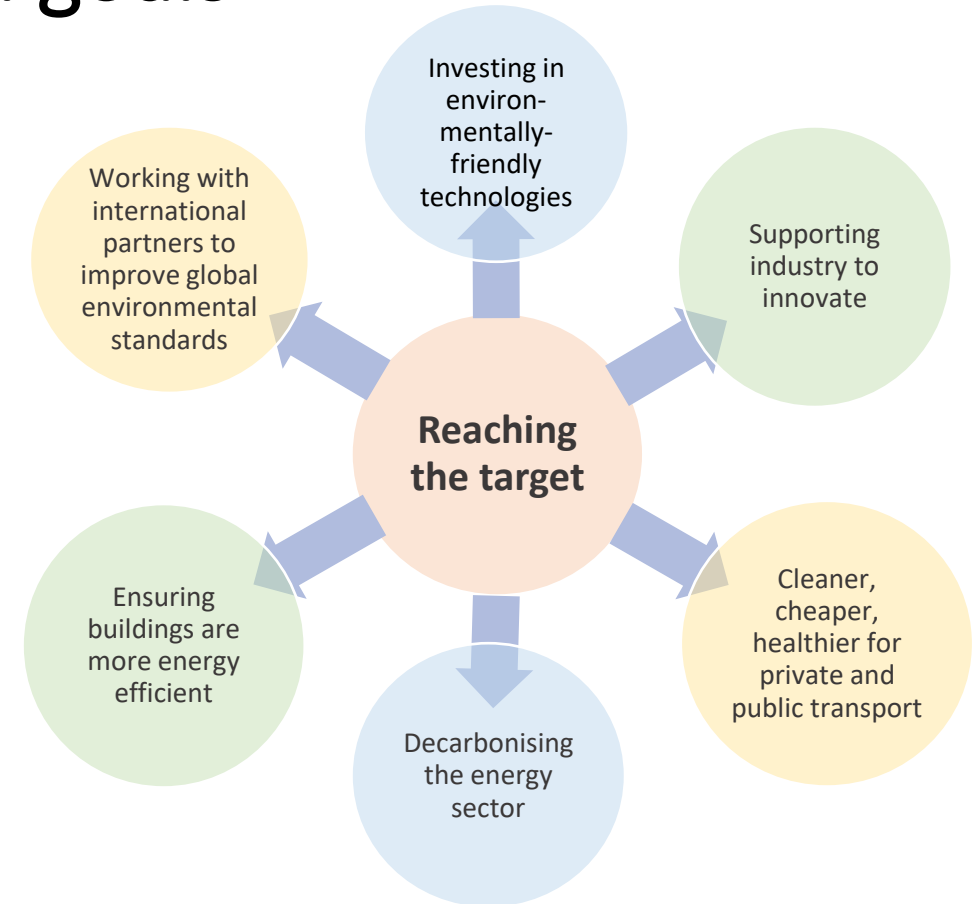 Investing in
environ-
mentally-
friendly
technologies
Supporting
industry to
innovate
Cleaner,
cheaper,
healthier for
private and
public transport
Decarbonising
the energy
sector
Ensuring
buildings are
more energy
efficient
Working with
international
partners to
improve global
environmental
standards
Reaching
the target